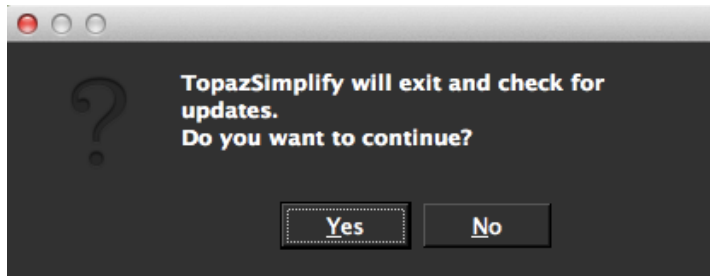 TopazSimplify will exit and check for
updates.
Do you want to continue?
Yes
No